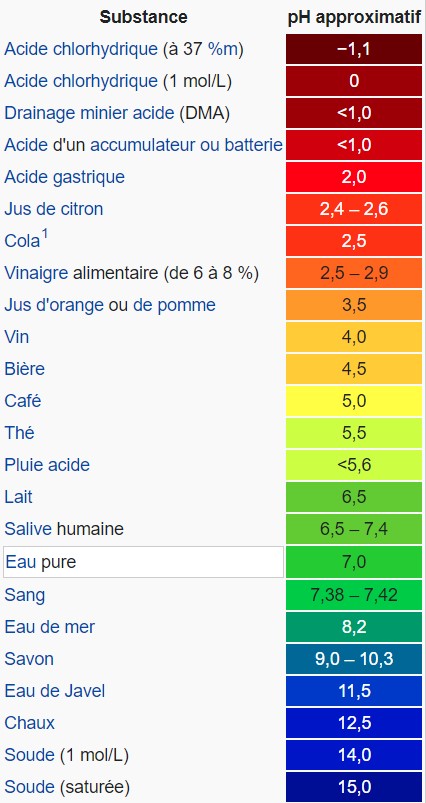 Substance pH approximatif
Acide chlorhydrique (à 37 %m) −1,1
Acide chlorhydrique (1 mol/L) 0
Drainage minier acide (DMA) <1,0
Acide d'un accumulateur ou batterie <1,0
Acide gastrique 2,0
Jus de citron 2,4 – 2,6
Cola1 2,5
Vinaigre alimentaire (de 6 à 8 %) 2,5 – 2,9
Jus d'orange ou de pomme 3,5
Vin 4,0
Bière 4,5
Café 5,0
Thé 5,5
Pluie acide <5,6
Lait 6,5
Salive humaine 6,5 – 7,4
Eau pure 7,0
Sang 7,38 – 7,42
Eau de mer 8,2
Savon 9,0 – 10,3
Eau de Javel 11,5
Chaux 12,5
Soude (1 mol/L) 14,0
Soude (saturée) 15,0